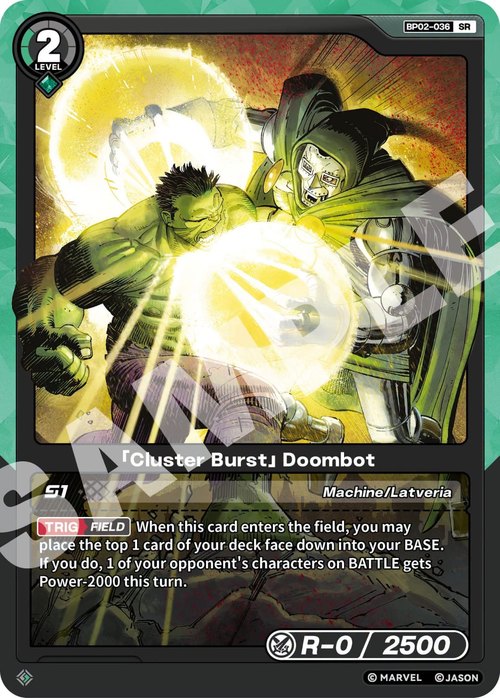 BP02-036 SR
2
LEVEL
SAMPLE
「Cluster Burst」 Doombot
S1
Machine/Latveria
TRIG FIELD When this card enters the field, you may
place the top 1 card of your deck face down into your BASE.
If you do, 1 of your opponent's characters on BATTLE gets
Power-2000 this turn.
R-0 / 2500
© MARVEL ©JASON